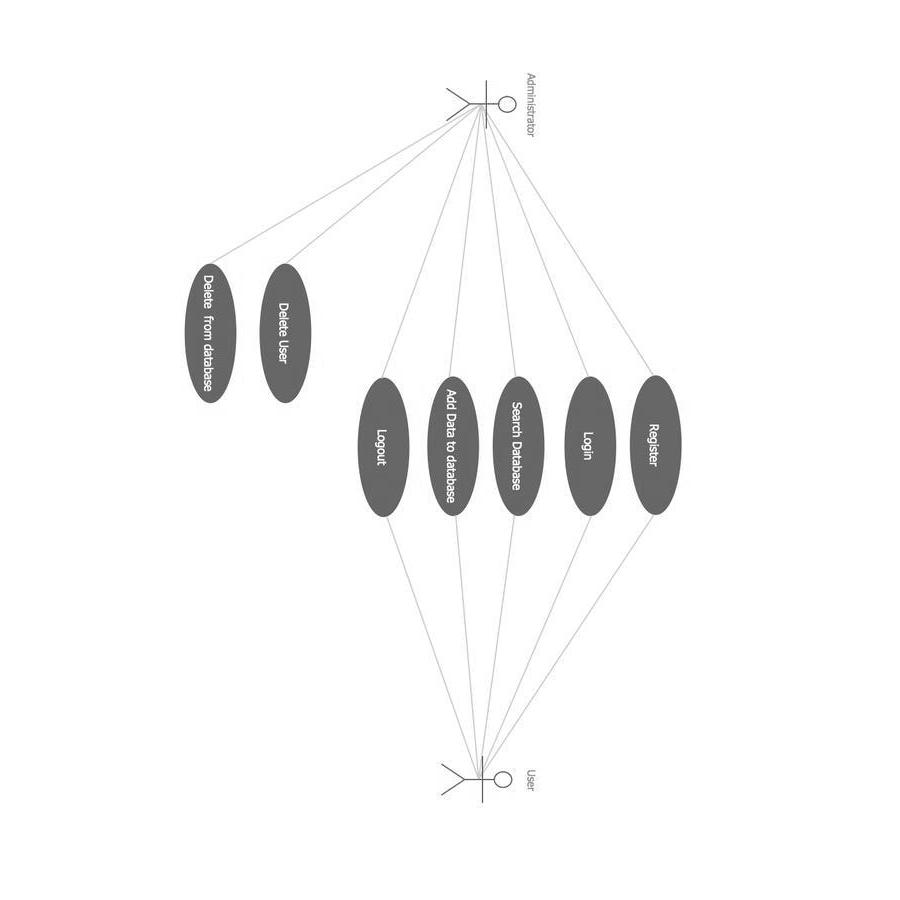 Administrator
User
Register
Login
Search Database
Add Data to database
Logout
Delete User
Delete from database